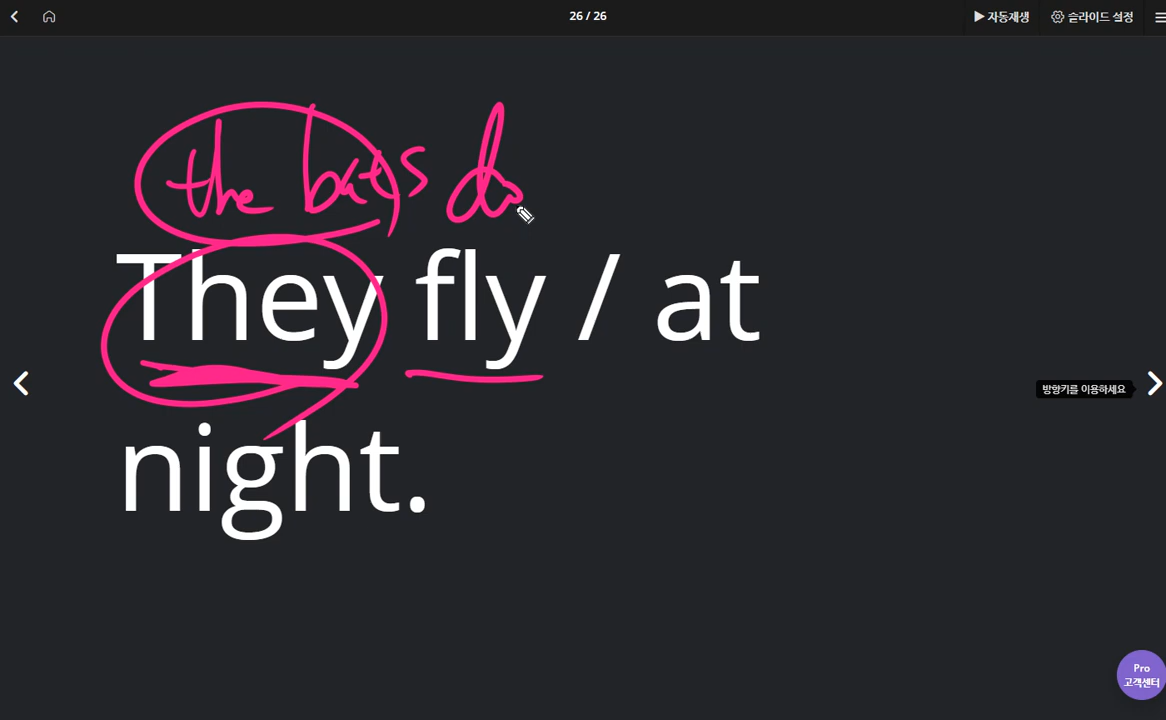 26 / 26
자동재생
슬라이드 설정
the bats do
They fly / at
night.
방향키를 이용하세요
Pro
고객센터